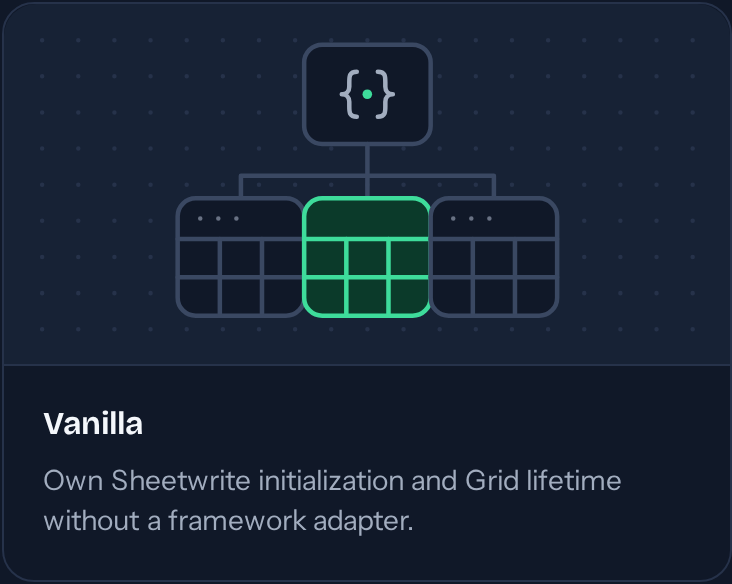 {·}
Vanilla
Own Sheetwrite initialization and Grid lifetime
without a framework adapter.